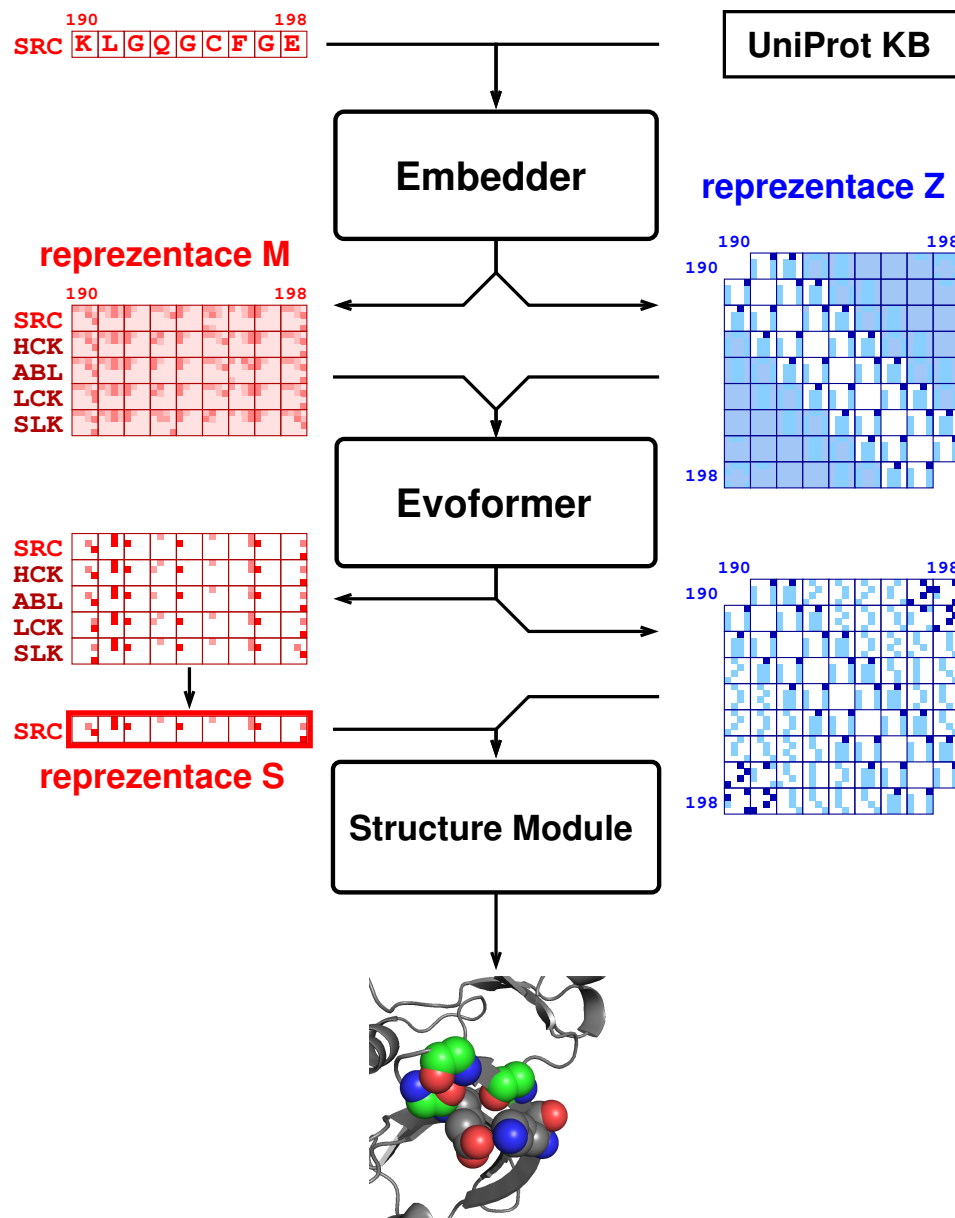 190 198
SRC K L G Q G C F G E
UniProt KB
Embedder
reprezentace Z
190 198
190
198
reprezentace M
190 198
SRC
HCK
ABL
LCK
SLK
Evoformer
SRC
HCK
ABL
LCK
SLK
190 198
190
198
SRC
reprezentace S
Structure Module